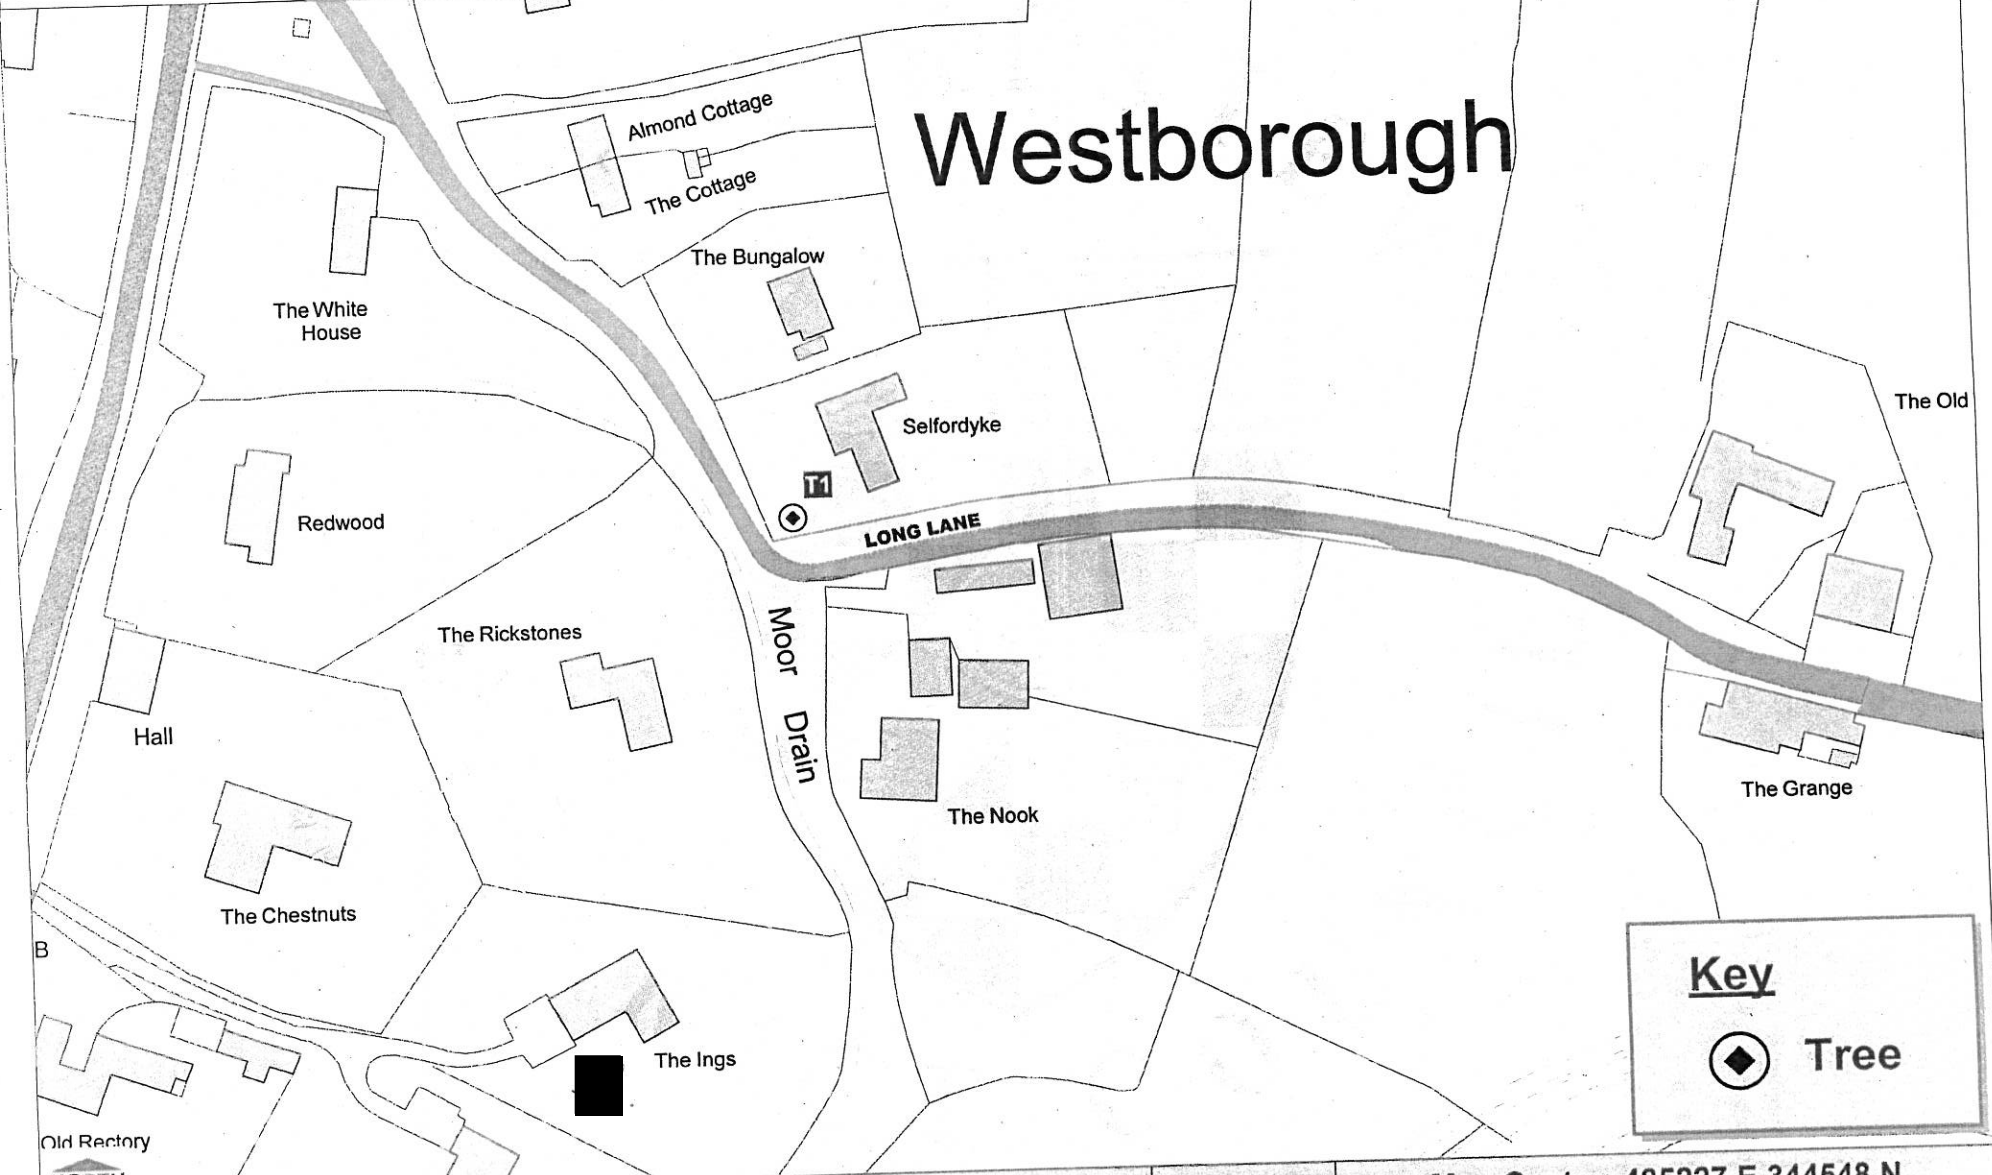 Westborough
Almond Cottage
The Cottage
The Bungalow
The White
House
The Old
Selfordyke
T1
Redwood
LONG LANE
The Rickstones
Moor Drain
Hall
The Nook
The Grange
The Chestnuts
B
The Ings
Key
Tree
Old Rectory